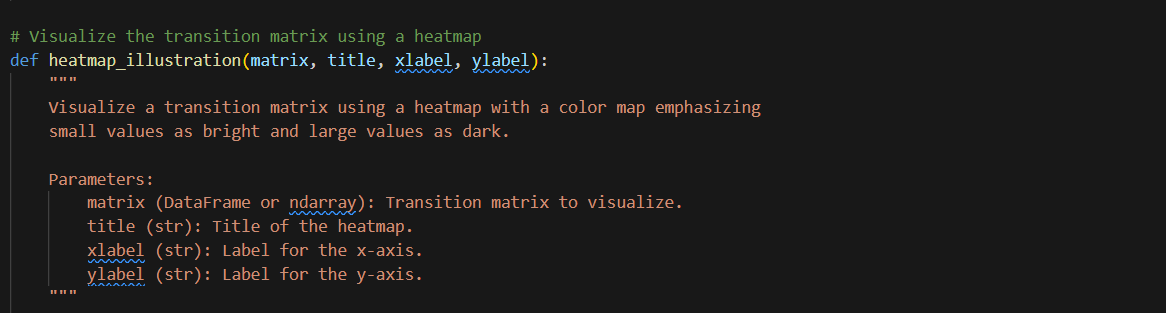 # Visualize the transition matrix using a heatmap
def heatmap_illustration(matrix, title, xlabel, ylabel):
    """
    Visualize a transition matrix using a heatmap with a color map emphasizing
    small values as bright and large values as dark.

    Parameters:
        matrix (DataFrame or ndarray): Transition matrix to visualize.
        title (str): Title of the heatmap.
        xlabel (str): Label for the x-axis.
        ylabel (str): Label for the y-axis.
    """